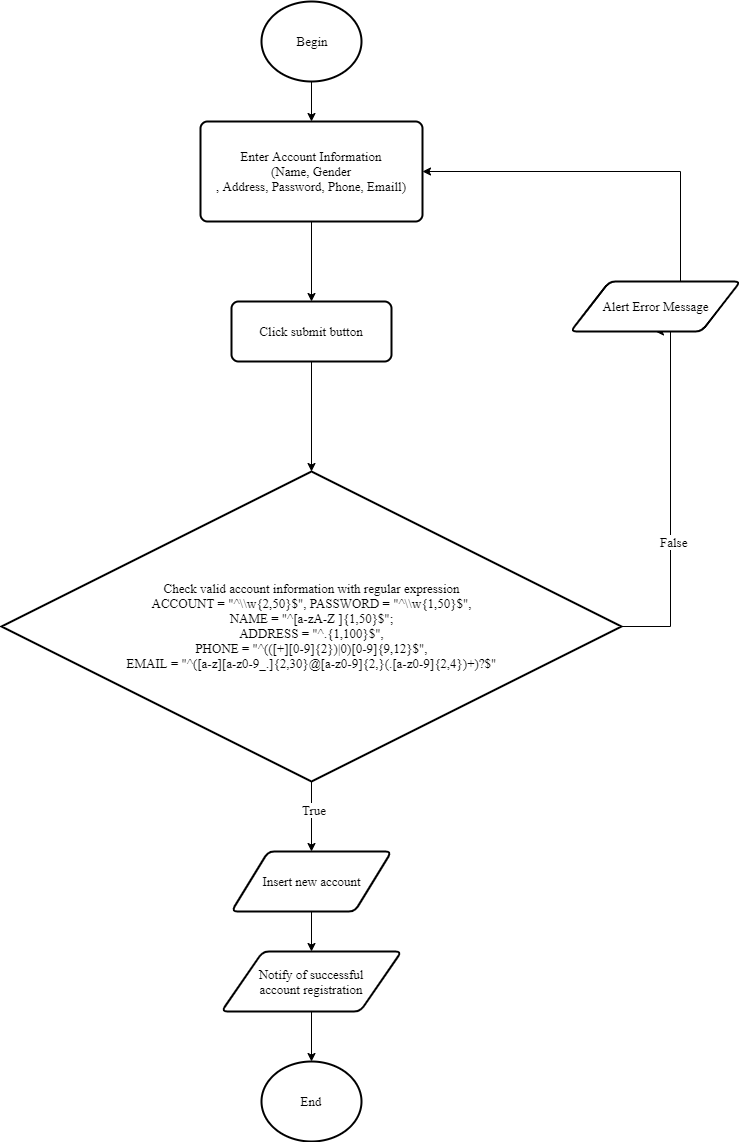 Begin
Enter Account Information
(Name, Gender
, Address, Password, Phone, Emaill)
Click submit button
Alert Error Message
False
Check valid account information with regular expression
ACCOUNT = "^\\w{2,50}$", PASSWORD = "^\\w{1,50}$",
NAME = "^[a-zA-Z ]{1,50}$";
ADDRESS = "^.{1,100}$",
PHONE = "^(([+][0-9]{2})|0)[0-9]{9,12}$",
EMAIL = "^([a-z][a-z0-9_.]{2,30}@[a-z0-9]{2,}(.[a-z0-9]{2,4})+)?$"
True
Insert new account
Notify of successful
account registration
End